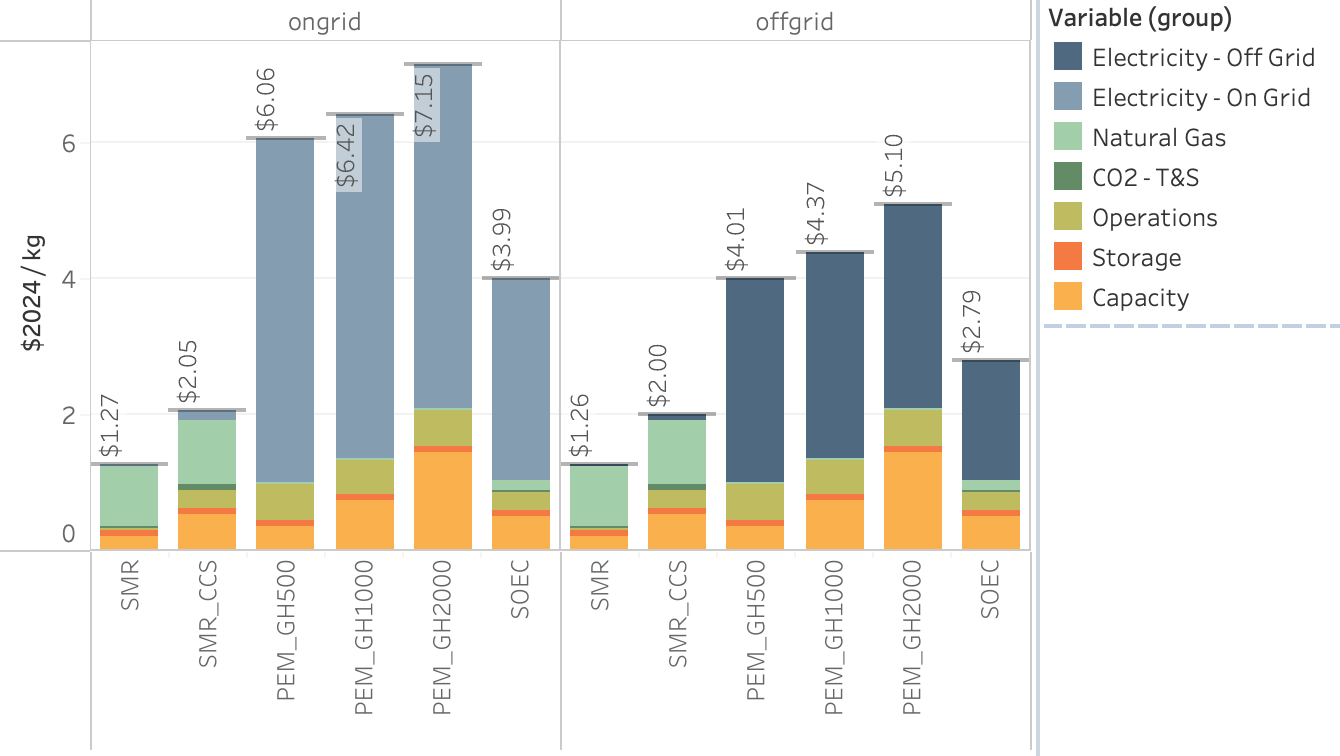 ongrid
offgrid
Variable (group)
Electricity - Off Grid
Electricity - On Grid
Natural Gas
CO2 - T&S
Operations
Storage
Capacity
$2024 / kg
6
4
2
0
$1.27
$2.05
$6.06
$6.42
$7.15
$3.99
$1.26
$2.00
$4.01
$4.37
$5.10
$2.79
SMR
SMR_CCS
PEM_GH500
PEM_GH1000
PEM_GH2000
SOEC
SMR
SMR_CCS
PEM_GH500
PEM_GH1000
PEM_GH2000
SOEC